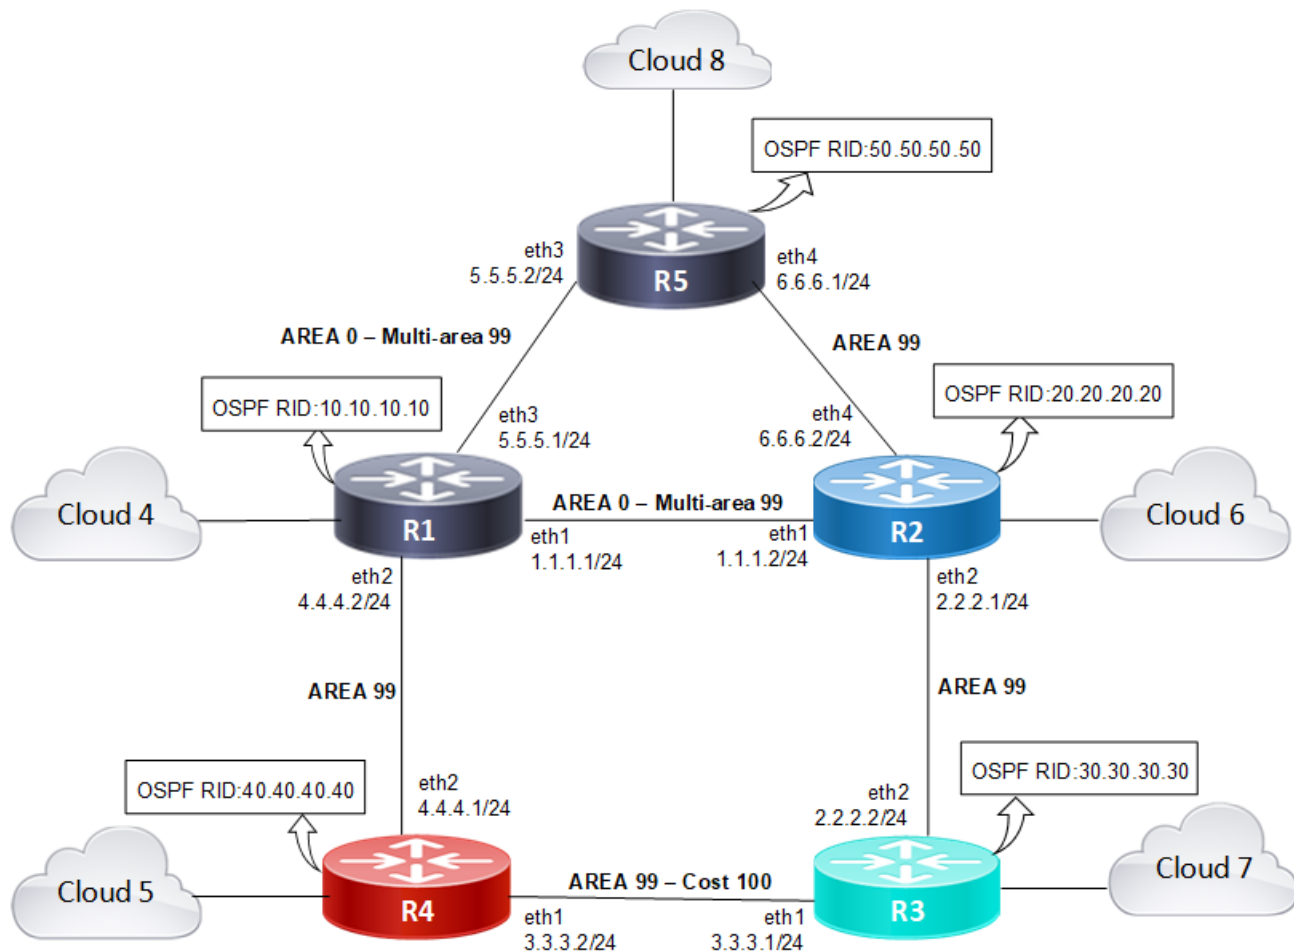 Cloud 8
OSPF RID:50.50.50.50
eth3
5.5.5.2/24
R5
eth4
6.6.6.1/24
AREA 0 – Multi-area 99
AREA 99
OSPF RID:10.10.10.10
OSPF RID:20.20.20.20
eth3
5.5.5.1/24
eth4
6.6.6.2/24
Cloud 4
R1
AREA 0 – Multi-area 99
eth1
1.1.1.1/24
eth1
1.1.1.2/24
R2
Cloud 6
eth2
4.4.4.2/24
eth2
2.2.2.1/24
AREA 99
AREA 99
OSPF RID:40.40.40.40
eth2
4.4.4.1/24
eth2
2.2.2.2/24
OSPF RID:30.30.30.30
Cloud 5
R4
AREA 99 – Cost 100
eth1
3.3.3.2/24
eth1
3.3.3.1/24
R3
Cloud 7